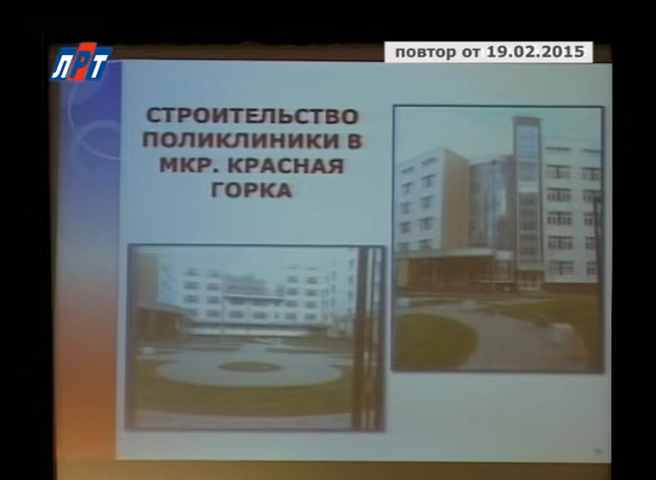 ЛРТ
повтор от 19.02.2015
СТРОИТЕЛЬСТВО
ПОЛИКЛИНИКИ В
МКР. КРАСНАЯ
ГОРКА